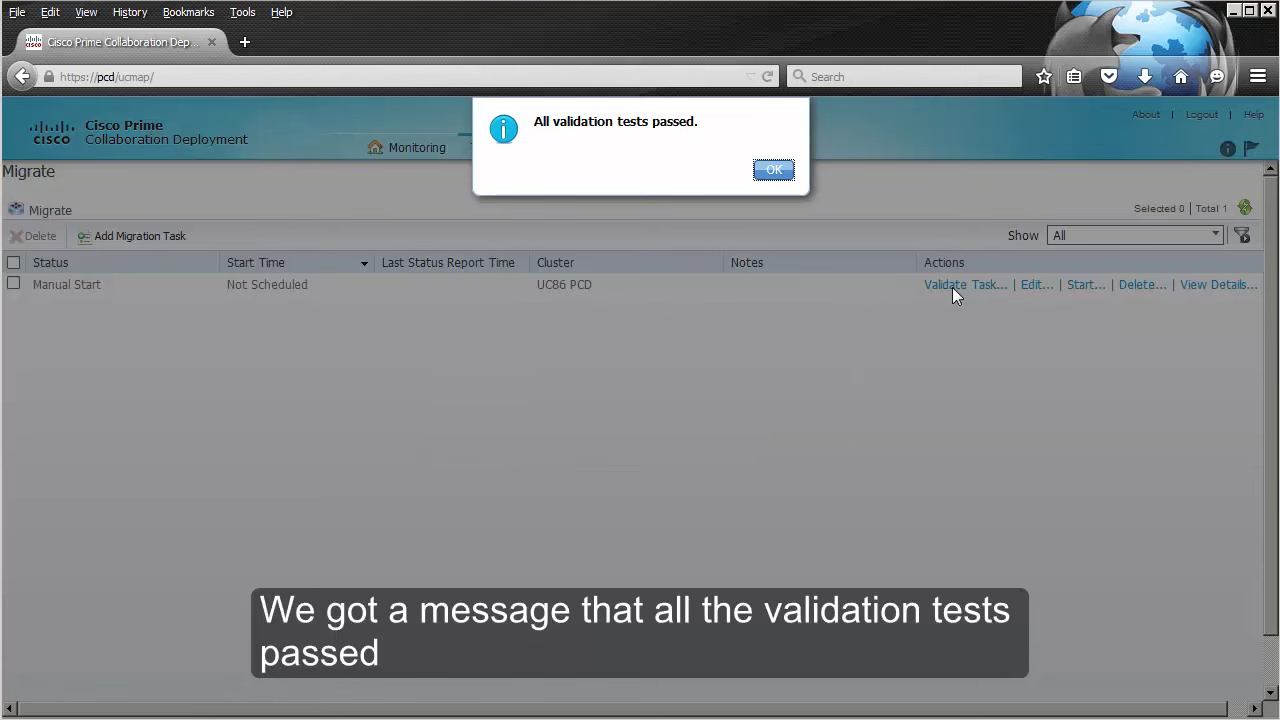 File Edit View History Bookmarks Tools Help
Cisco Prime Collaboration Dep...
https://pcd/ucmap/
Search
CISCO
Cisco Prime
Collaboration Deployment
Monitoring
About | Logout | Help
All validation tests passed.
OK
Migrate
Migrate
Selected 0 | Total 1
Delete
Add Migration Task
Show All
Status Start Time Last Status Report Time Cluster Notes Actions
Manual Start Not Scheduled UC86 PCD Validate Task... | Edit... | Start... | Delete... | View Details...
We got a message that all the validation tests
passed